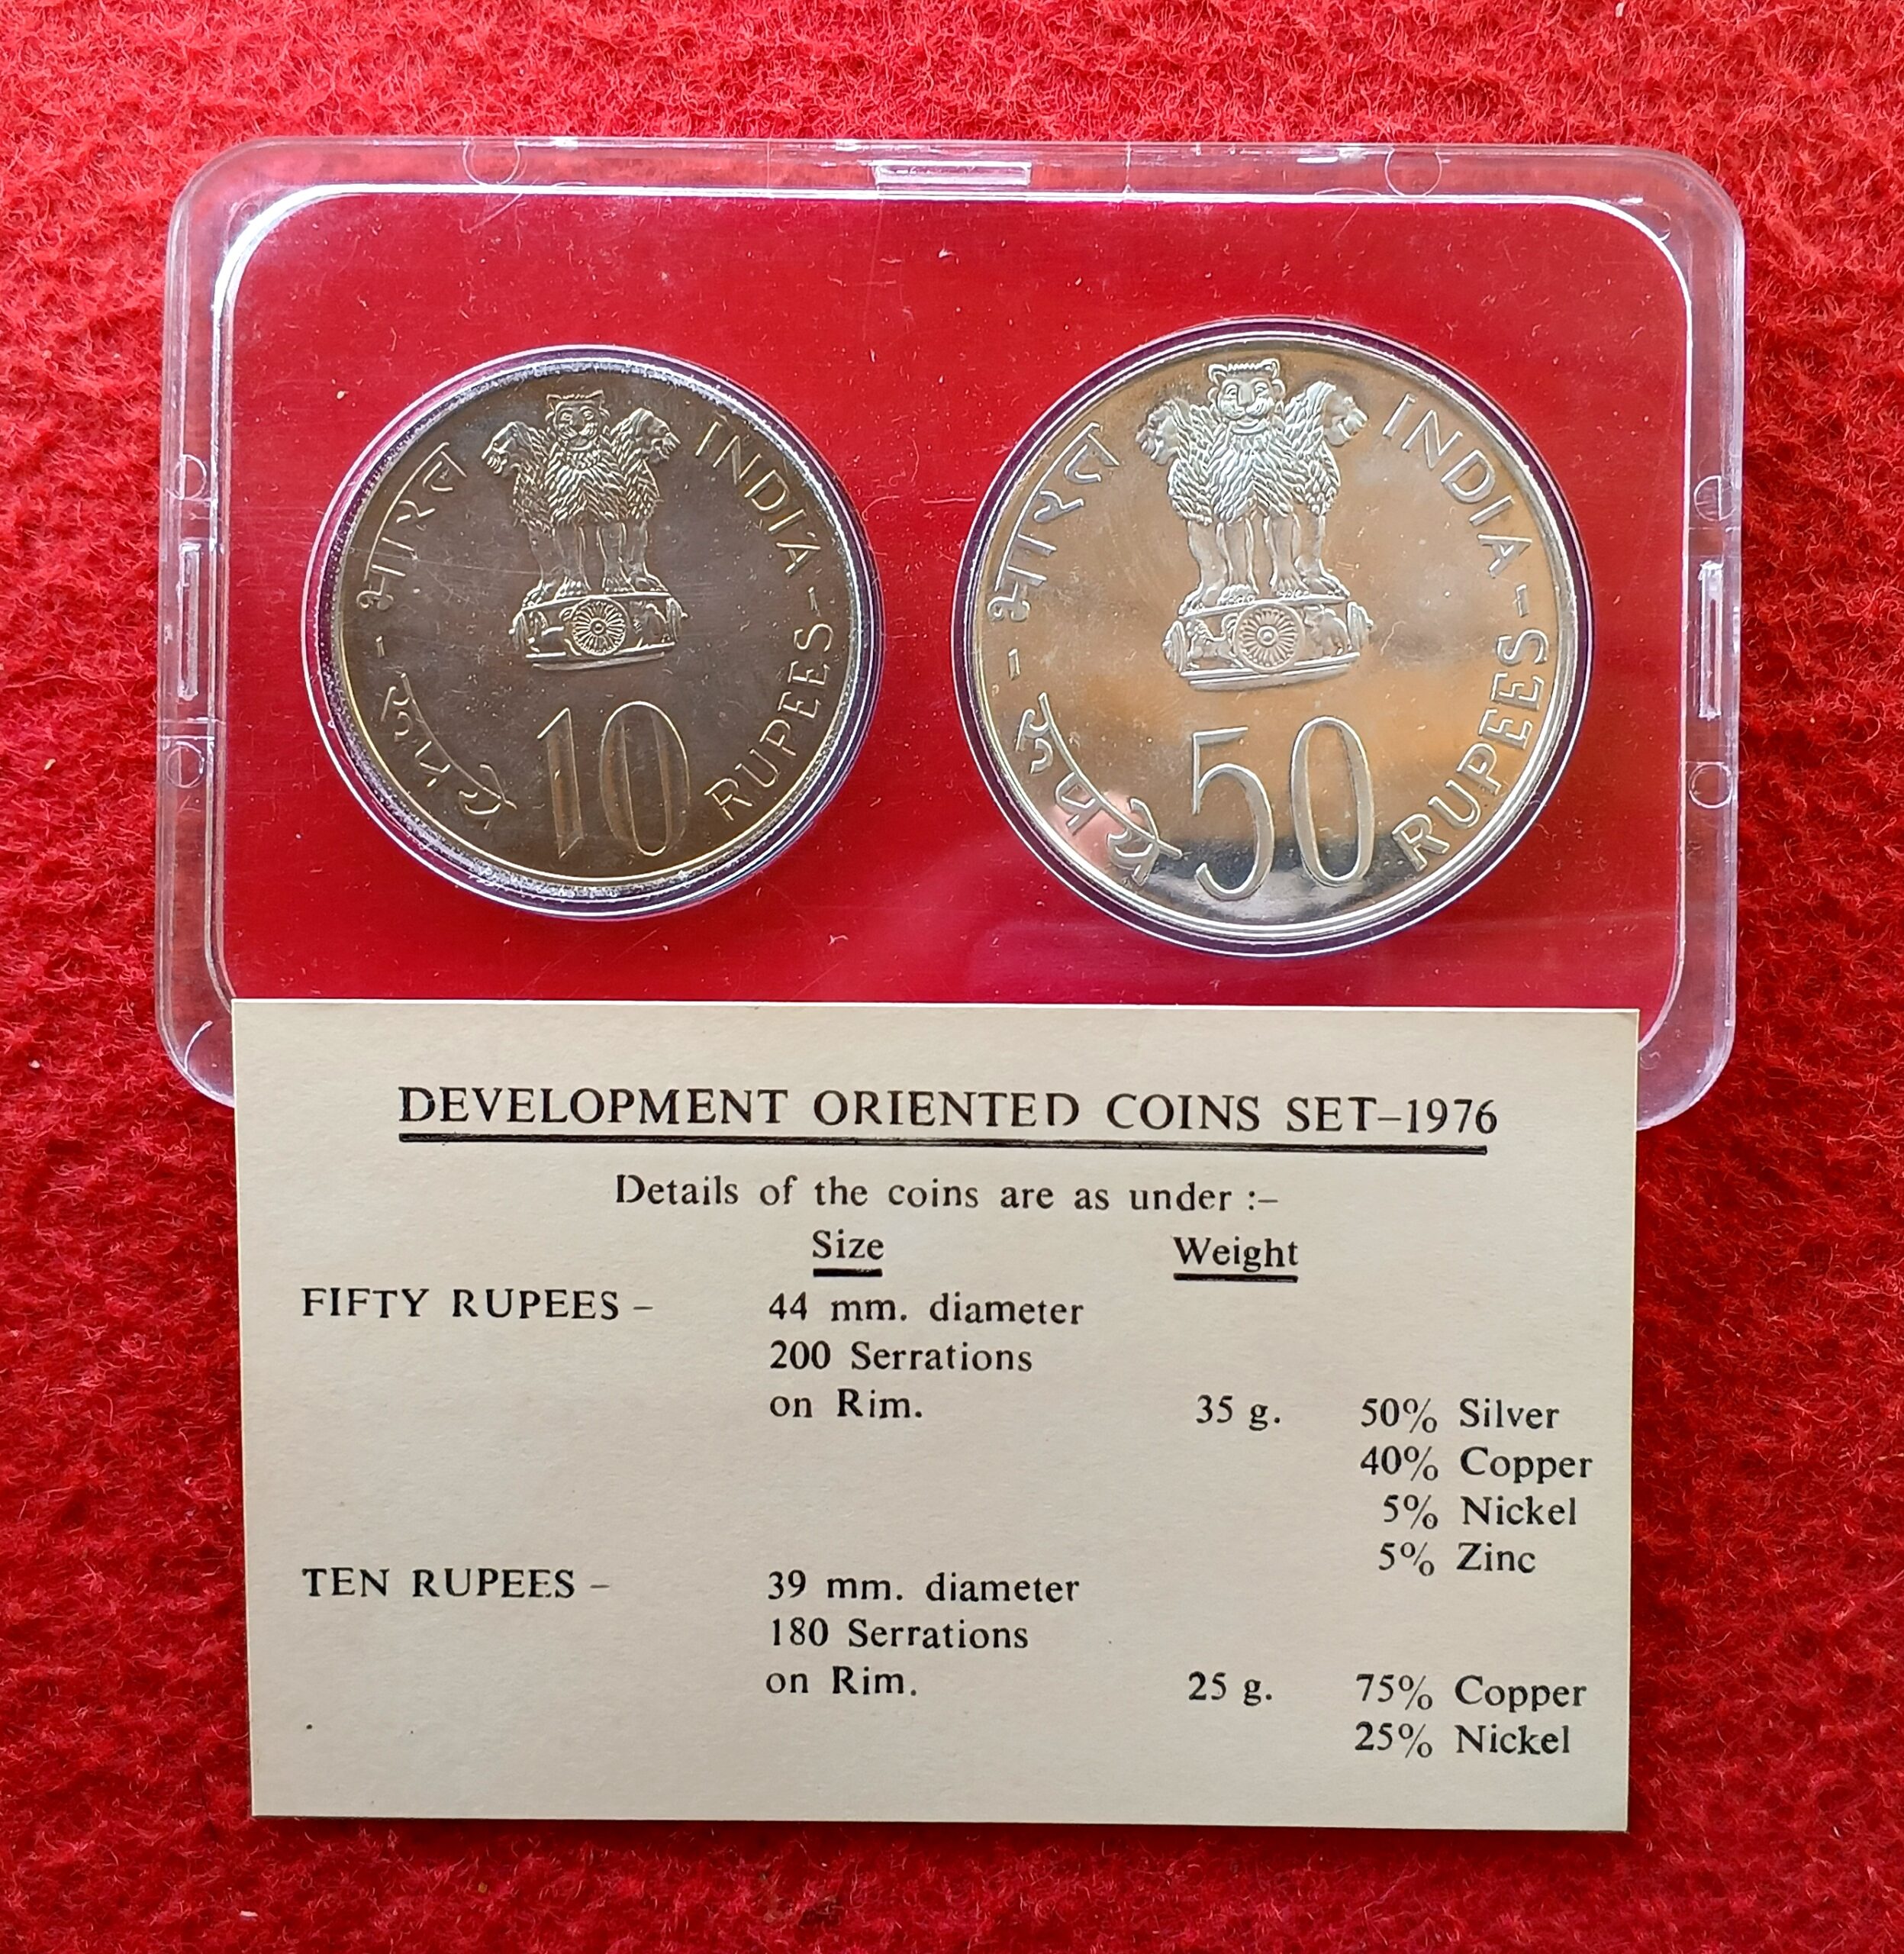 भारत
INDIA
रुपये
10
RUPEES
भारत
INDIA
रुपये
50
RUPEES
DEVELOPMENT ORIENTED COINS SET–1976
Details of the coins are as under :–
Size Weight
FIFTY RUPEES – 44 mm. diameter
200 Serrations
on Rim. 35 g. 50% Silver
40% Copper
5% Nickel
5% Zinc
TEN RUPEES – 39 mm. diameter
180 Serrations
on Rim. 25 g. 75% Copper
25% Nickel